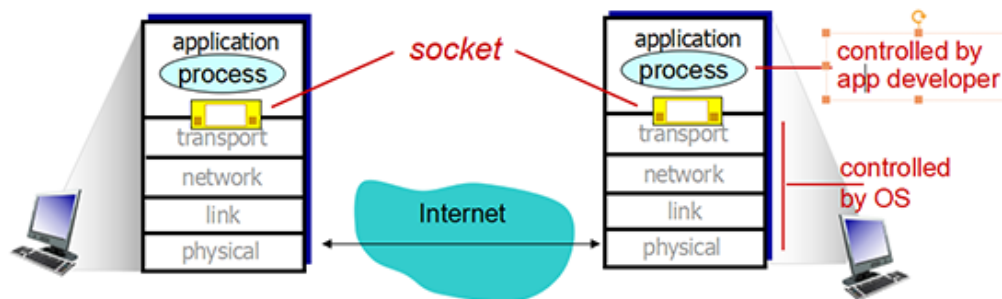 application
process
transport
network
link
physical
socket
Internet
application
process
transport
network
link
physical
controlled by
app developer
controlled
by OS